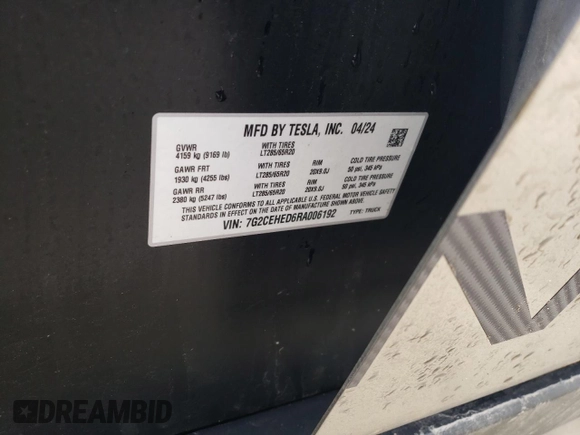 MFD BY TESLA, INC. 04/24
GVWR
4159 kg (9169 lb)
WITH TIRES
LT285/65R20
GAWR FRT
1930 kg (4255 lbs)
WITH TIRES
LT285/65R20
RIM
20X9.0J
COLD TIRE PRESSURE
50 psi, 345 kPa
GAWR RR
2380 kg (5247 lbs)
WITH TIRES
LT285/65R20
RIM
20X9.0J
COLD TIRE PRESSURE
50 psi, 345 kPa
THIS VEHICLE CONFORMS TO ALL APPLICABLE U.S. FEDERAL MOTOR VEHICLE SAFETY
STANDARDS IN EFFECT ON THE DATE OF MANUFACTURE SHOWN ABOVE.
TYPE: TRUCK
VIN: 7G2CEHED6RA006192
DREAMBID